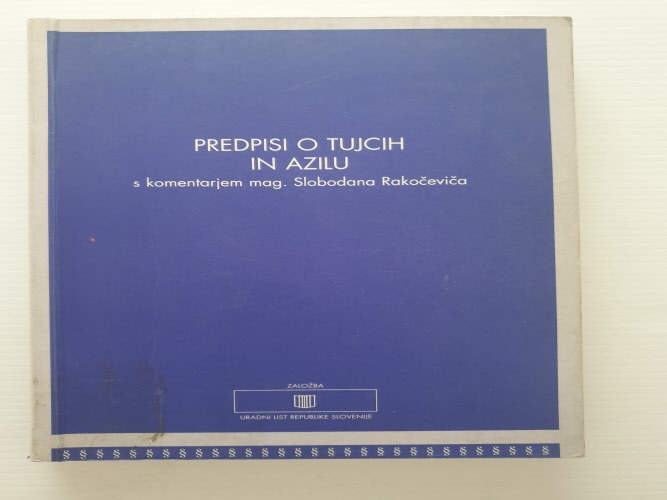 PREDPISI O TUJCIH
IN AZILU
s komentarjem mag. Slobodana Rakočeviča
ZALOŽBA
URADNI LIST REPUBLIKE SLOVENIJE
§ § § § § § § § § § § § § § § § § § § § § § § § § § § §